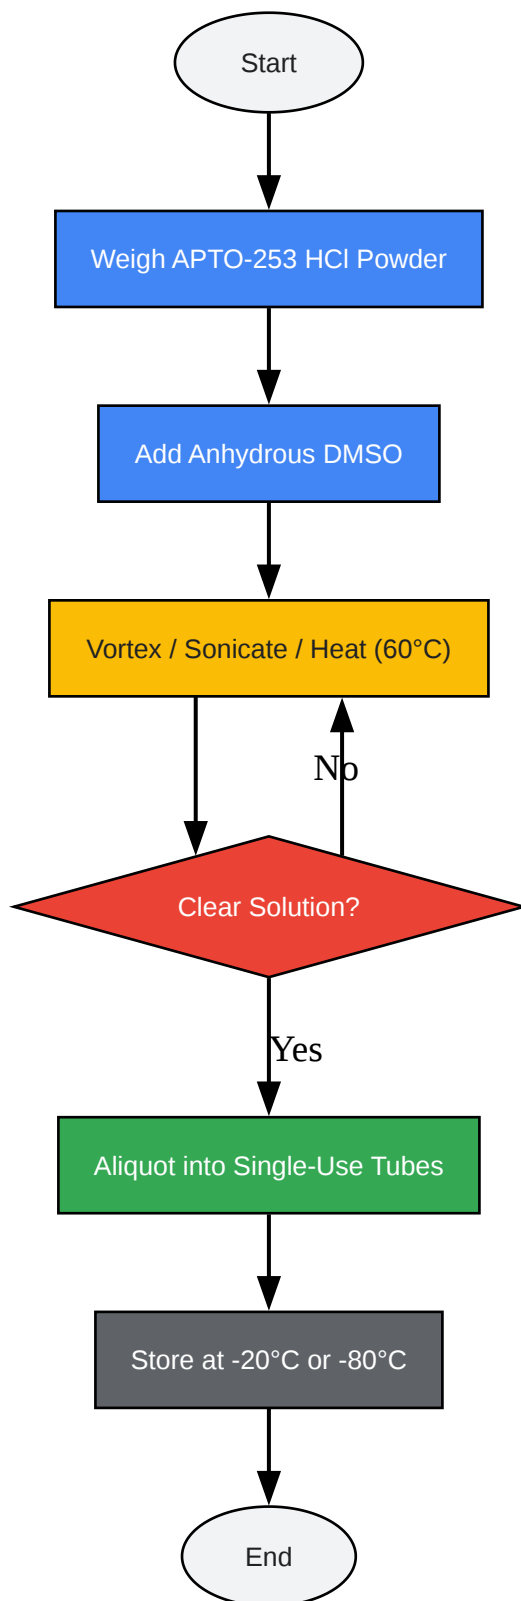 Start
Weigh APTO-253 HCl Powder
Add Anhydrous DMSO
Vortex / Sonicate / Heat (60°C)
No
Clear Solution?
Yes
Aliquot into Single-Use Tubes
Store at -20°C or -80°C
End